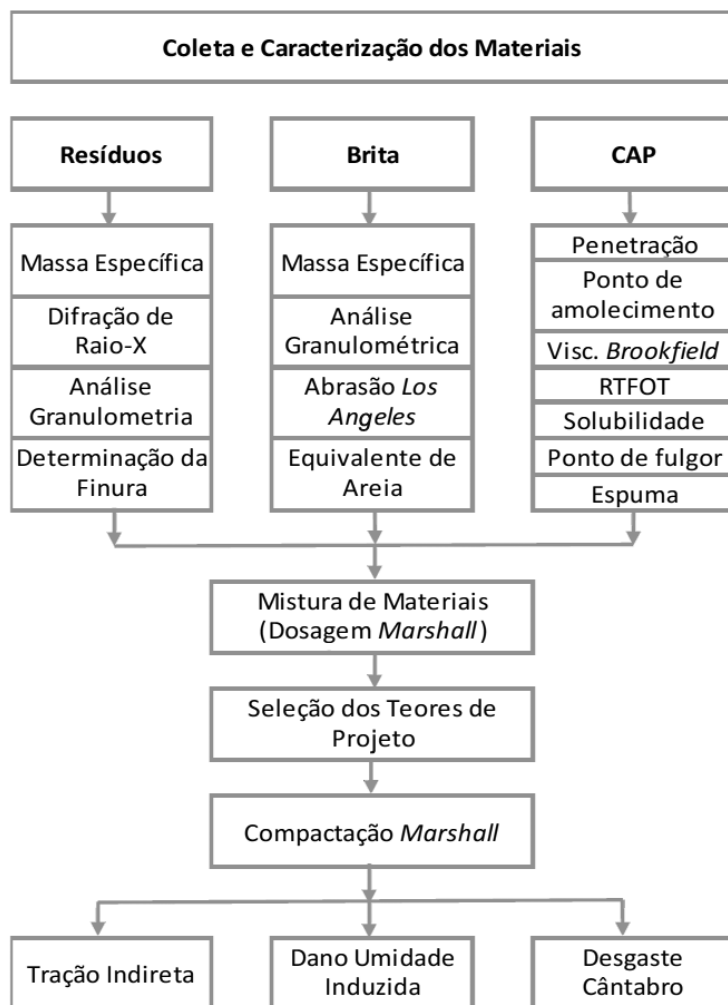 Coleta e Caracterização dos Materiais
Resíduos
Massa Específica
Difração de
Raio-X
Análise
Granulometria
Determinação da
Finura
Brita
Massa Específica
Análise
Granulométrica
Abrasão Los
Angeles
Equivalente de
Areia
CAP
Penetração
Ponto de
amolecimento
Visc. Brookfield
RTFOT
Solubilidade
Ponto de fulgor
Espuma
Mistura de Materiais
(Dosagem Marshall)
Seleção dos Teores de
Projeto
Compactação Marshall
Tração Indireta
Dano Umidade
Induzida
Desgaste
Cântabro